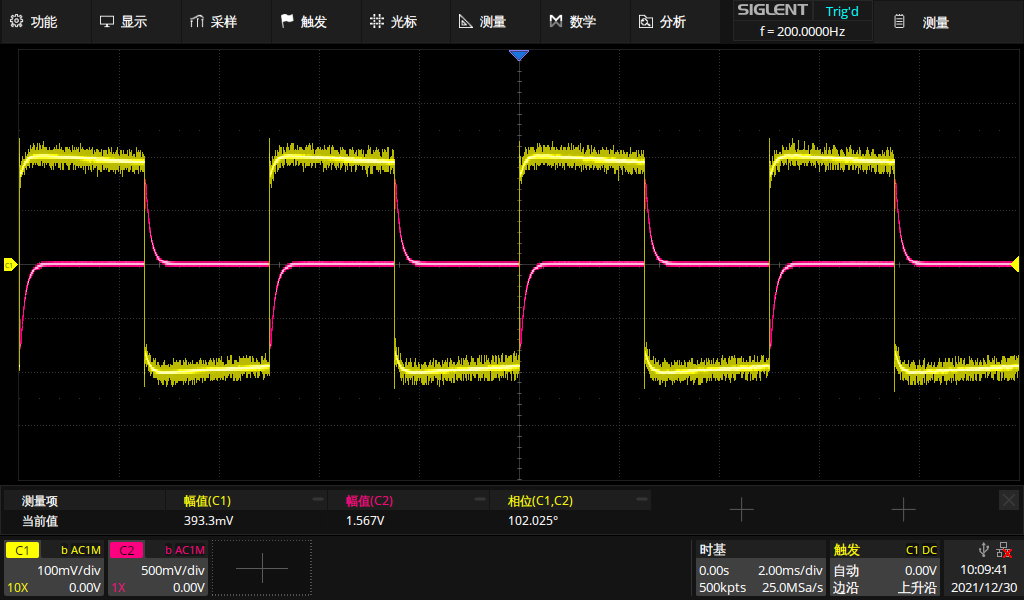 功能 显示 采样 触发 光标 测量 数学 分析 SIGLENT Trig'd 测量
f = 200.0000Hz
C1
测量项 幅值(C1) 幅值(C2) 相位(C1,C2)
当前值 393.3mV 1.567V 102.025°
C1 b AC1M C2 b AC1M 时基 触发 C1 DC
100mV/div 500mV/div 0.00s 2.00ms/div 自动 0.00V 10:09:41
10X 0.00V 1X 0.00V 500kpts 25.0MSa/s 边沿 上升沿 2021/12/30